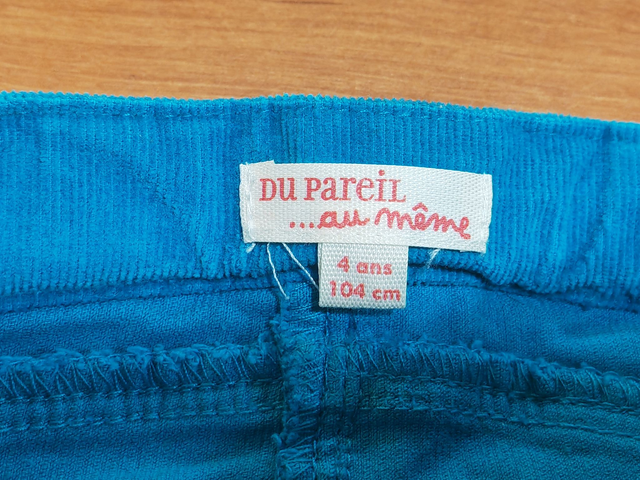 DU PareiL
...au même
4 ans
104 cm